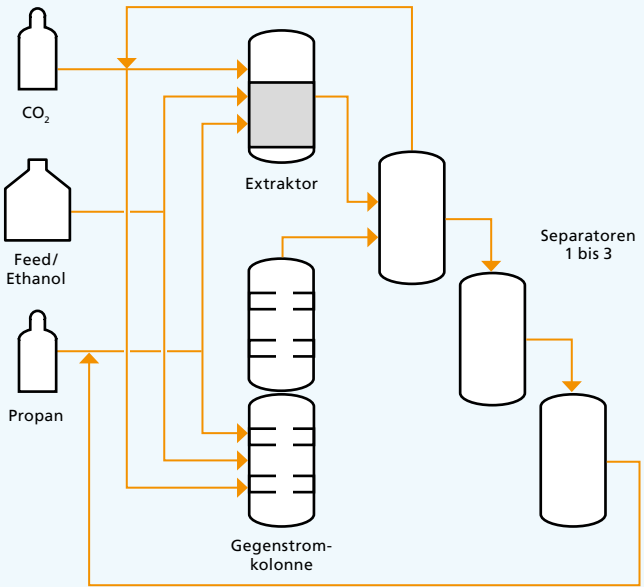 CO₂
Extraktor
Feed/
Ethanol
Separatoren
1 bis 3
Propan
Gegenstrom-
kolonne